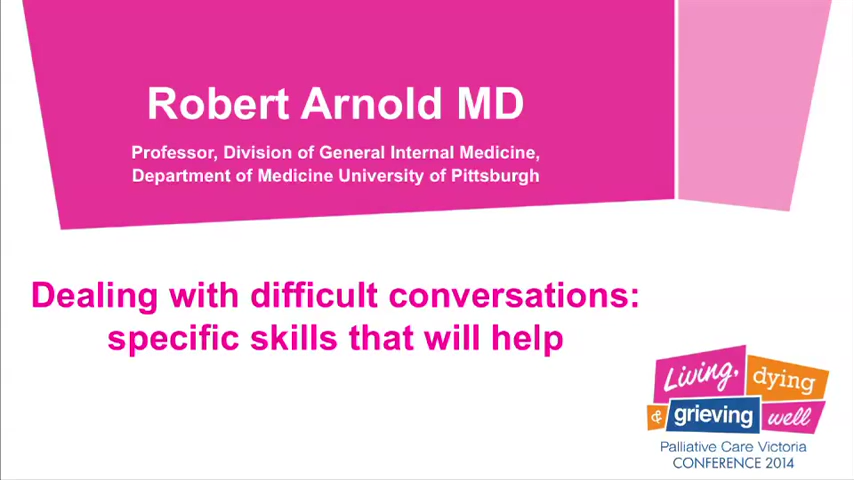 Robert Arnold MD
Professor, Division of General Internal Medicine,
Department of Medicine University of Pittsburgh
Dealing with difficult conversations:
specific skills that will help
Living, dying
& grieving well
Palliative Care Victoria
CONFERENCE 2014